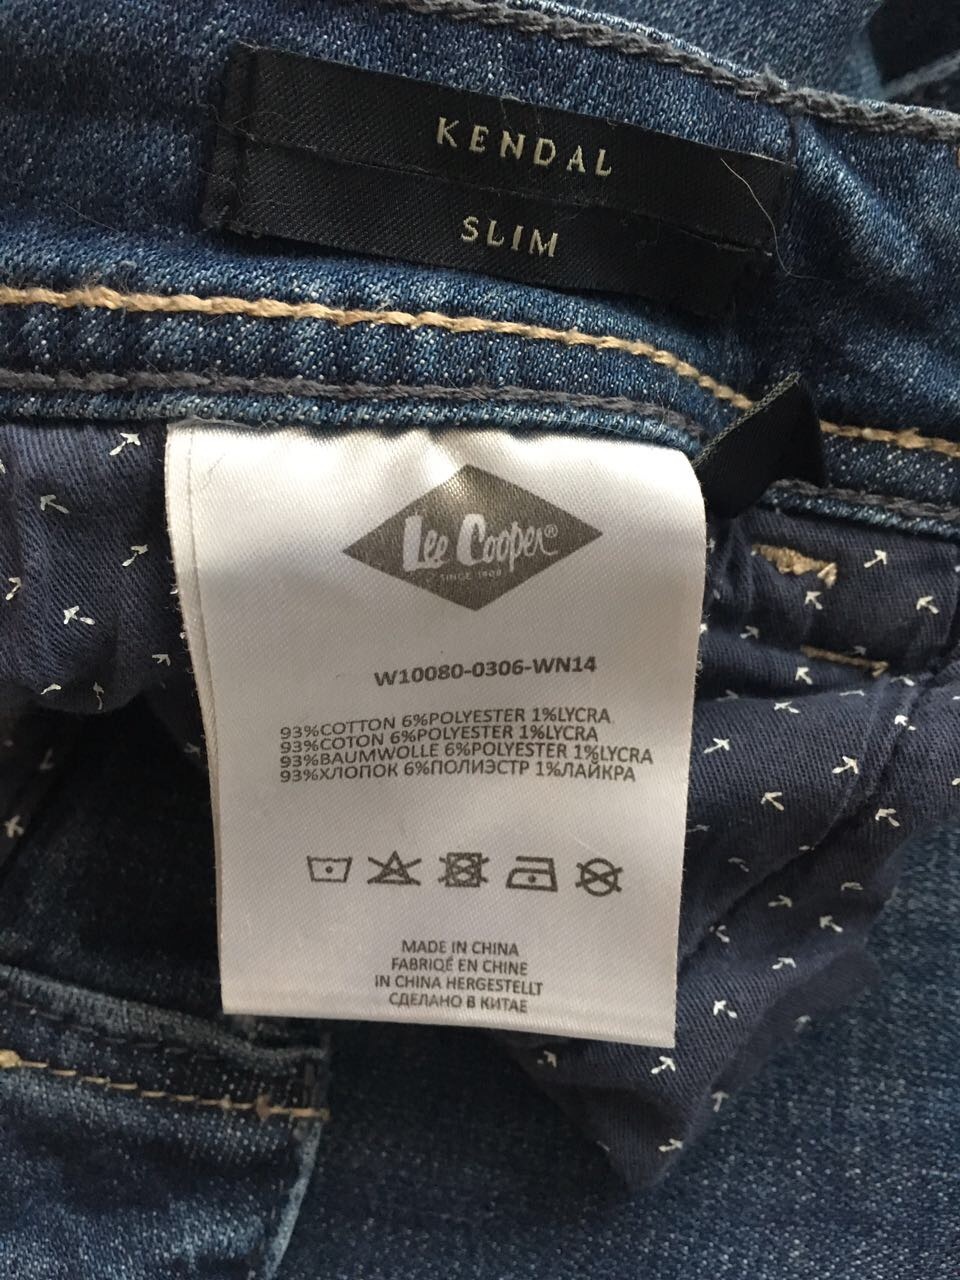 KENDAL
SLIM
Lee Cooper®
SINCE 1908
W10080-0306-WN14
93%COTTON 6%POLYESTER 1%LYCRA
93%COTON 6%POLYESTER 1%LYCRA
93%BAUMWOLLE 6%POLYESTER 1%LYCRA
93%ХЛОПОК 6%ПОЛИЭСТР 1%ЛАЙКРА
MADE IN CHINA
FABRIQÉ EN CHINE
IN CHINA HERGESTELLT
СДЕЛАНО В КИТАЕ